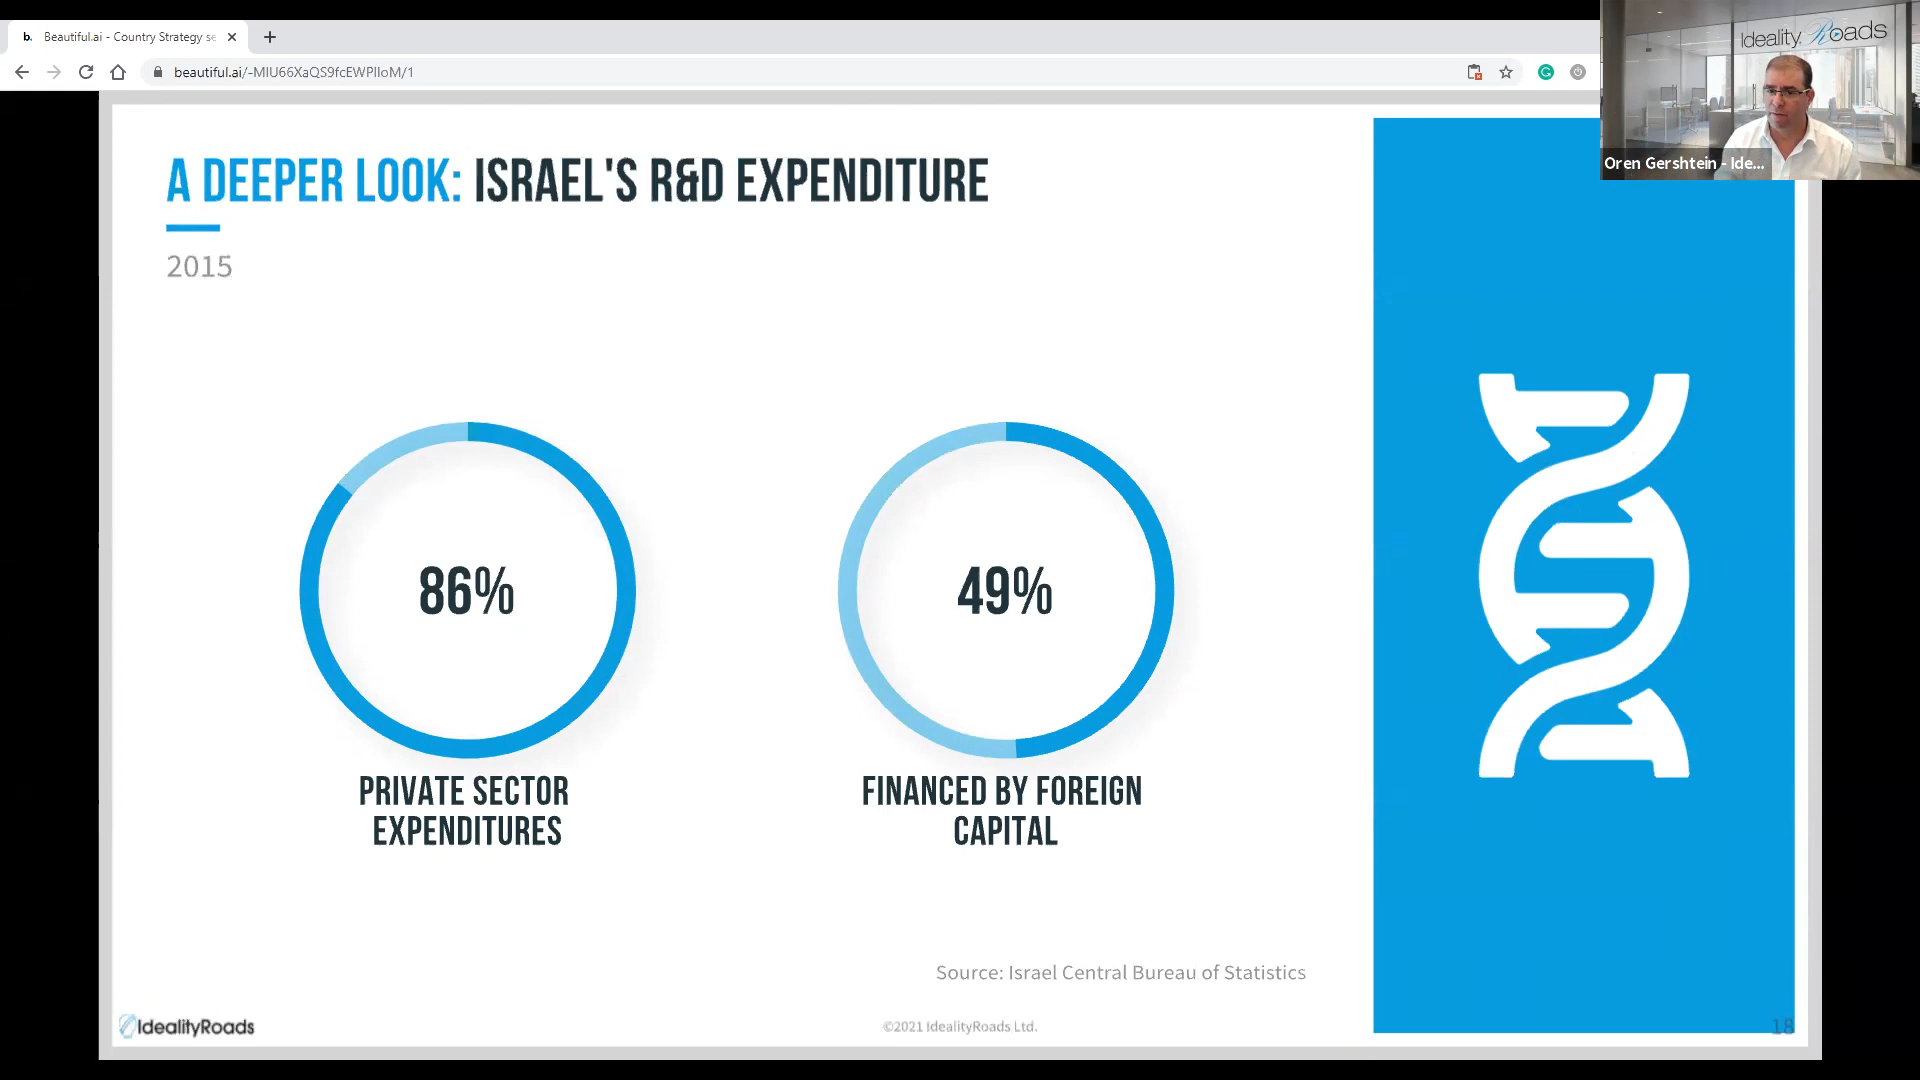 b. Beautiful.ai - Country Strategy se
beautiful.ai/-MIU66XaQS9fcEWPIloM/1
Ideality Roads
Oren Gershtein - Ide...
A DEEPER LOOK: ISRAEL'S R&D EXPENDITURE
2015
86%
49%
PRIVATE SECTOR
EXPENDITURES
FINANCED BY FOREIGN
CAPITAL
Source: Israel Central Bureau of Statistics
IdealityRoads
©2021 IdealityRoads Ltd.
18